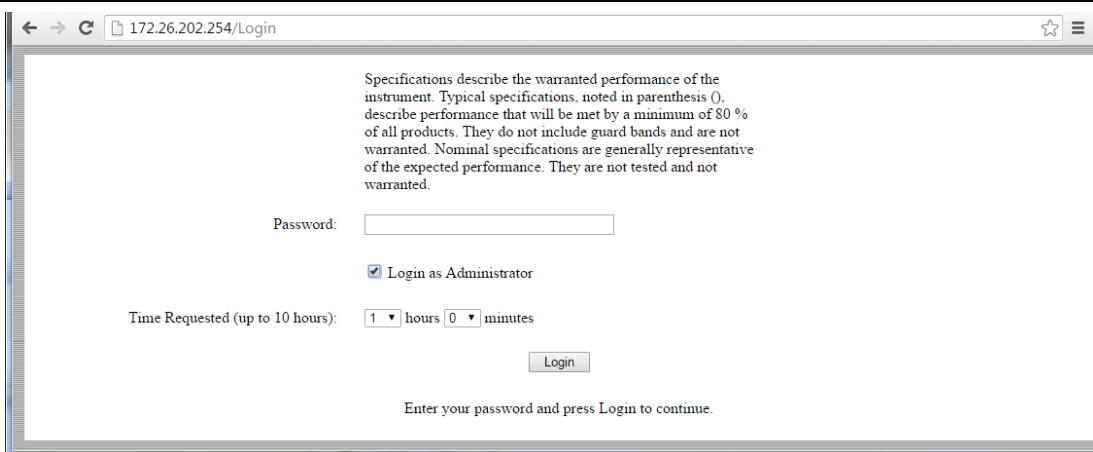 172.26.202.254/Login
Specifications describe the warranted performance of the
instrument. Typical specifications, noted in parenthesis (),
describe performance that will be met by a minimum of 80 %
of all products. They do not include guard bands and are not
warranted. Nominal specifications are generally representative
of the expected performance. They are not tested and not
warranted.
Password:
Login as Administrator
Time Requested (up to 10 hours): 1 hours 0 minutes
Login
Enter your password and press Login to continue.